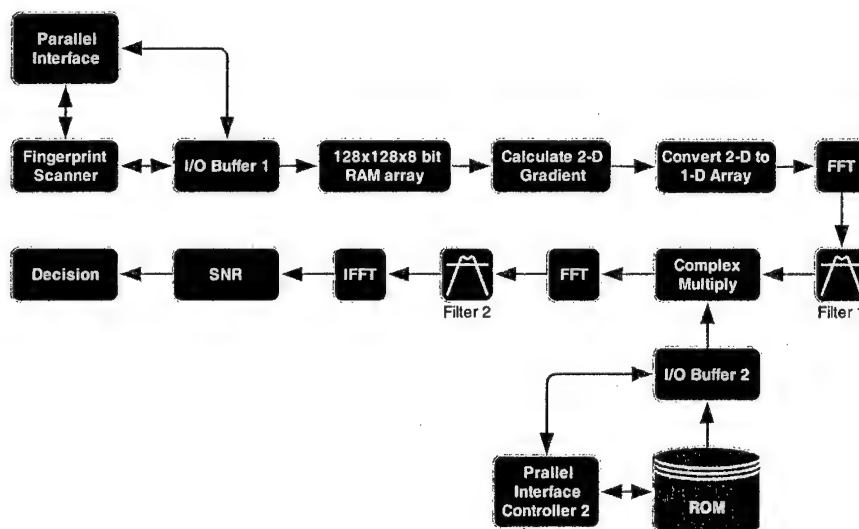 Parallel
Interface
Fingerprint
Scanner
I/O Buffer 1
128x128x8 bit
RAM array
Calculate 2-D
Gradient
Convert 2-D to
1-D Array
FFT
Decision
SNR
IFFT
Filter 2
FFT
Complex
Multiply
Filter 1
I/O Buffer 2
Prallel
Interface
Controller 2
ROM